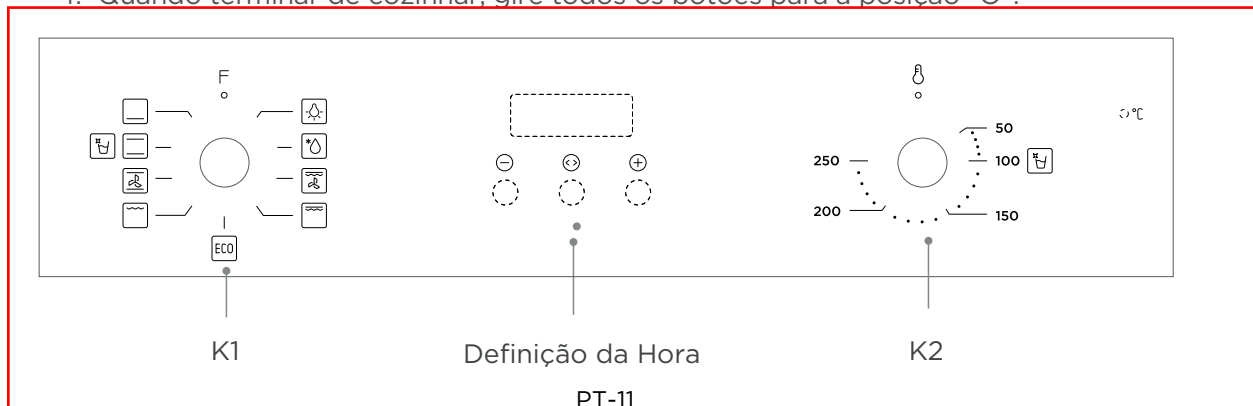 4. Quando terminar de cozinhar, gire todos os botões para a posição "O".
F
ECO
°C
50
100
150
200
250
K1
Definição da Hora
K2
PT-11